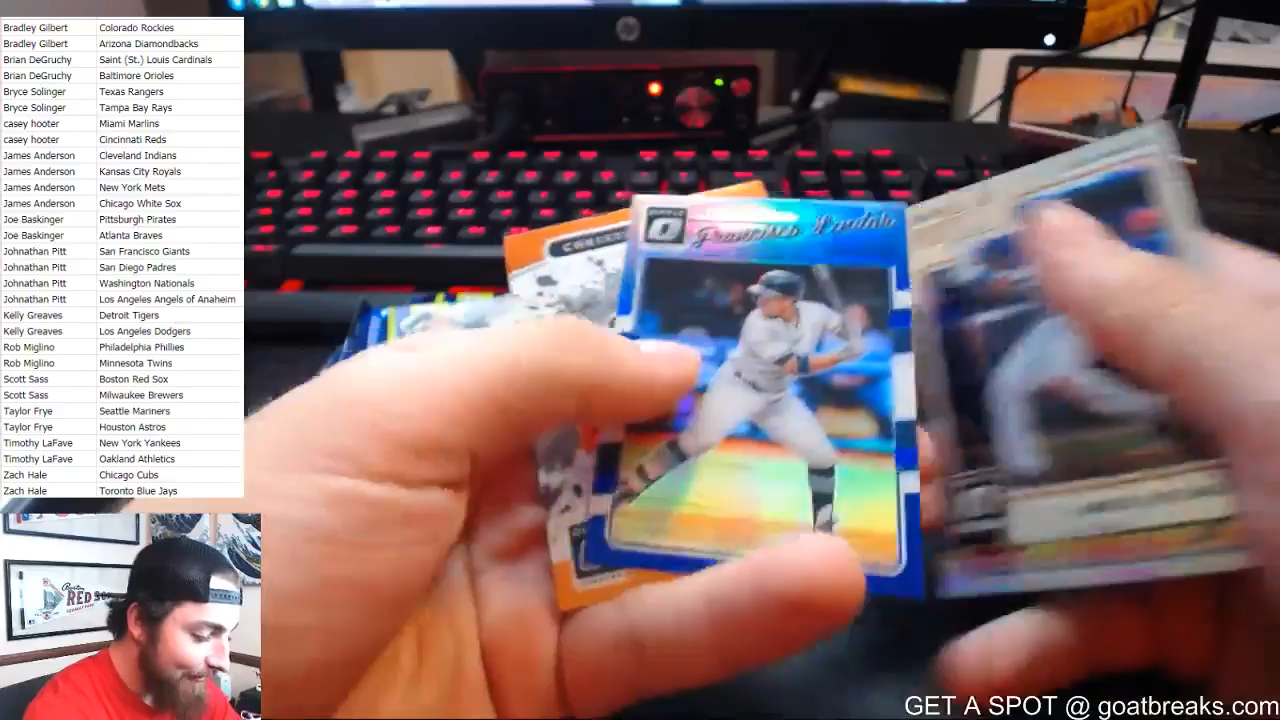 Bradley Gilbert Colorado Rockies
Bradley Gilbert Arizona Diamondbacks
Brian DeGruchy Saint (St.) Louis Cardinals
Brian DeGruchy Baltimore Orioles
Bryce Solinger Texas Rangers
Bryce Solinger Tampa Bay Rays
casey hooter Miami Marlins
casey hooter Cincinnati Reds
James Anderson Cleveland Indians
James Anderson Kansas City Royals
James Anderson New York Mets
James Anderson Chicago White Sox
Joe Baskinger Pittsburgh Pirates
Joe Baskinger Atlanta Braves
Johnathan Pitt San Francisco Giants
Johnathan Pitt San Diego Padres
Johnathan Pitt Washington Nationals
Johnathan Pitt Los Angeles Angels of Anaheim
Kelly Greaves Detroit Tigers
Kelly Greaves Los Angeles Dodgers
Rob Miglino Philadelphia Phillies
Rob Miglino Minnesota Twins
Scott Sass Boston Red Sox
Scott Sass Milwaukee Brewers
Taylor Frye Seattle Mariners
Taylor Frye Houston Astros
Timothy LaFave New York Yankees
Timothy LaFave Oakland Athletics
Zach Hale Chicago Cubs
Zach Hale Toronto Blue Jays
hp
Francisco
Boston
RED SO
GET A SPOT @ goatbreaks.com